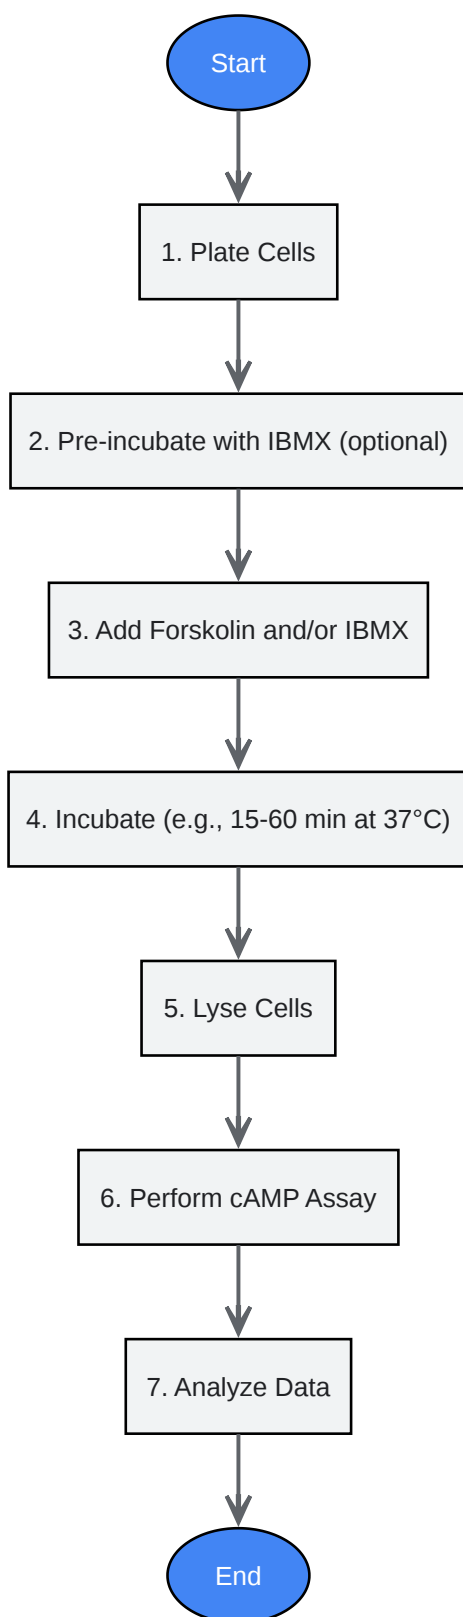 Start
1. Plate Cells
2. Pre-incubate with IBMX (optional)
3. Add Forskolin and/or IBMX
4. Incubate (e.g., 15-60 min at 37°C)
5. Lyse Cells
6. Perform cAMP Assay
7. Analyze Data
End